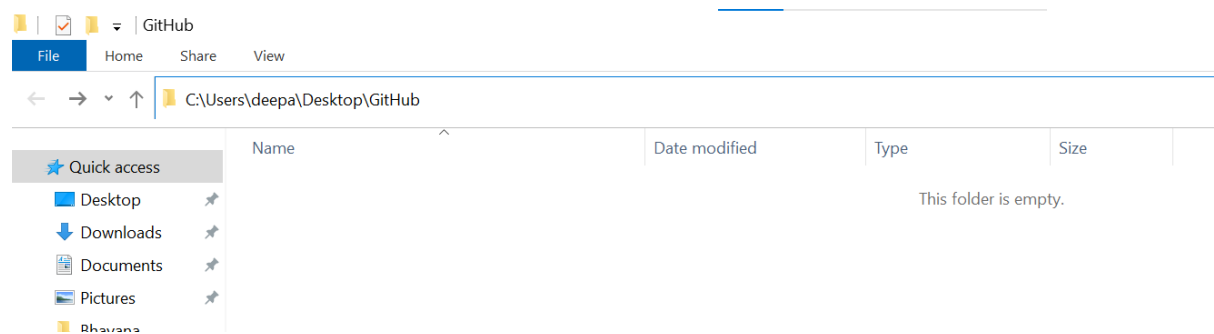 GitHub
File Home Share View
C:\Users\deepa\Desktop\GitHub
Name Date modified Type Size
Quick access
This folder is empty.
Desktop
Downloads
Documents
Pictures
Bhavana